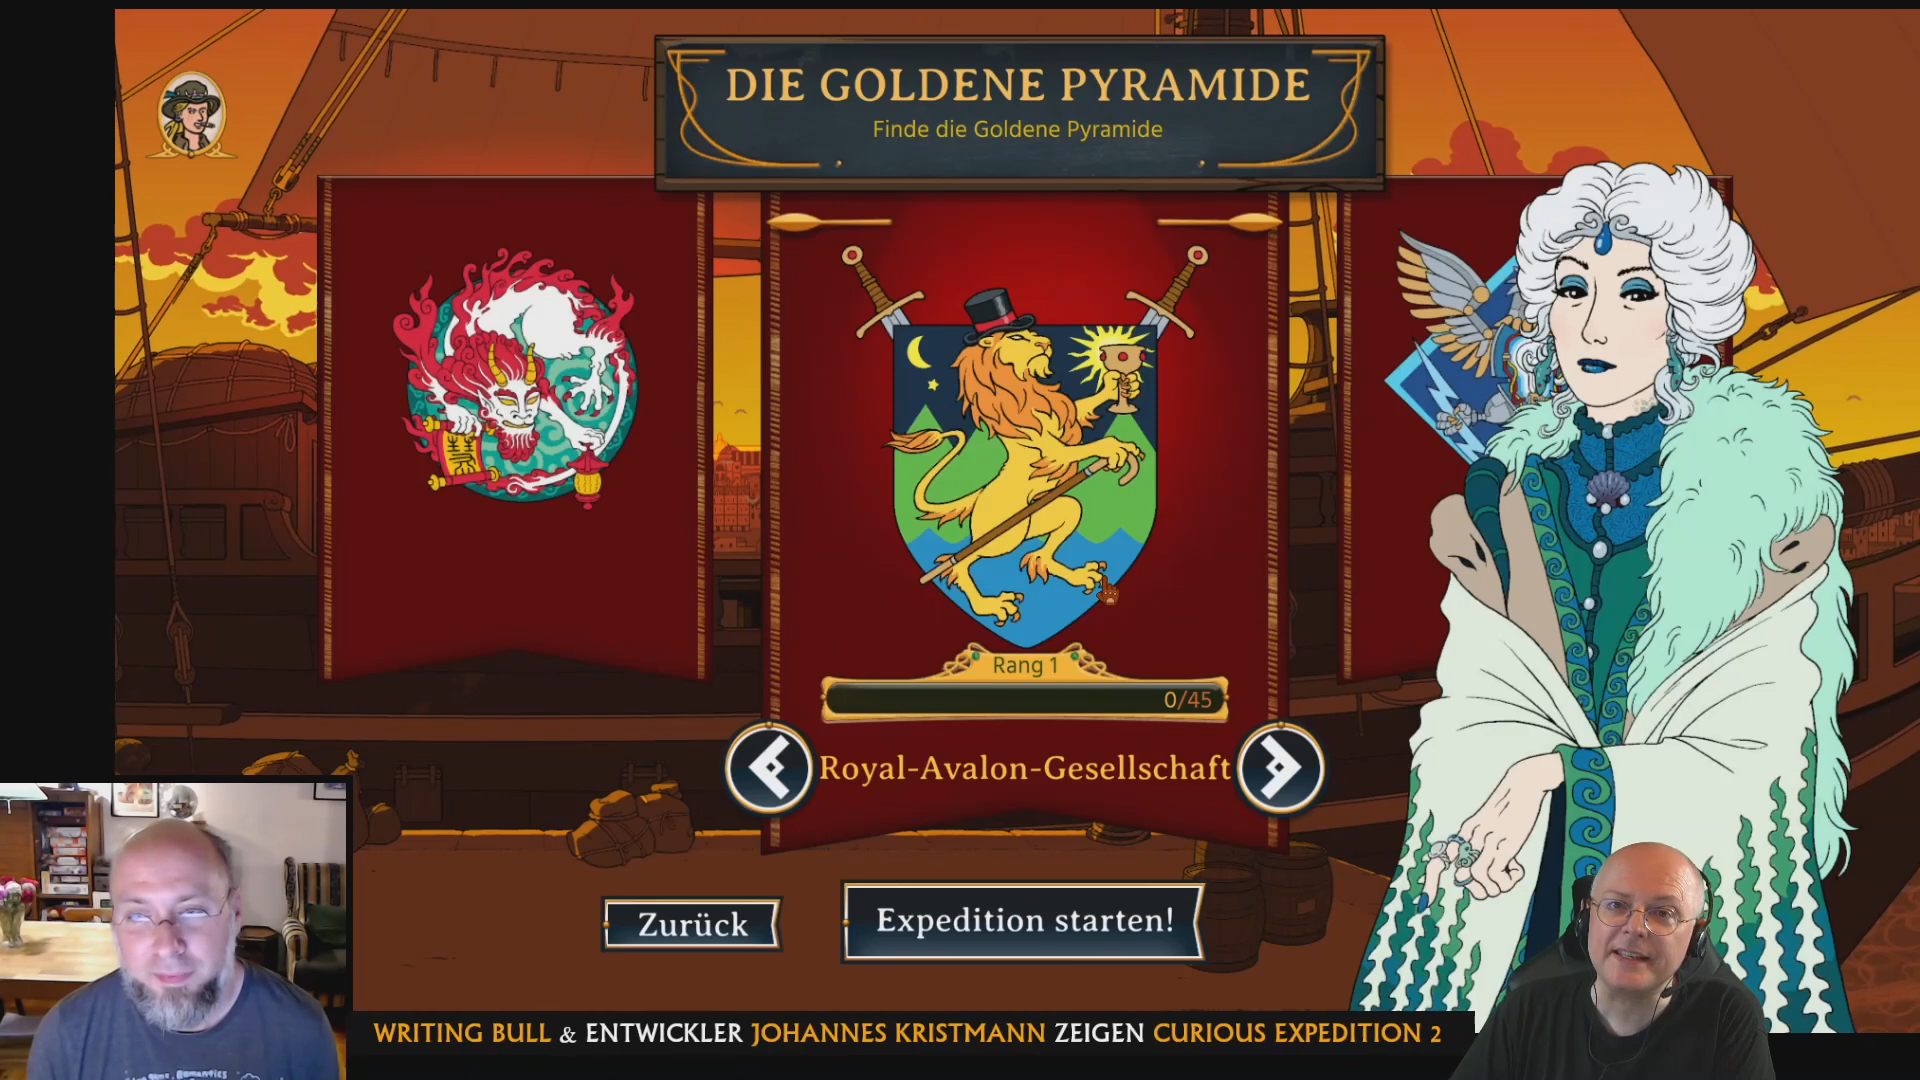 DIE GOLDENE PYRAMIDE
Finde die Goldene Pyramide
Rang 1
0/45
Royal-Avalon-Gesellschaft
Zurück
Expedition starten!
WRITING BULL & ENTWICKLER JOHANNES KRISTMANN ZEIGEN CURIOUS EXPEDITION 2